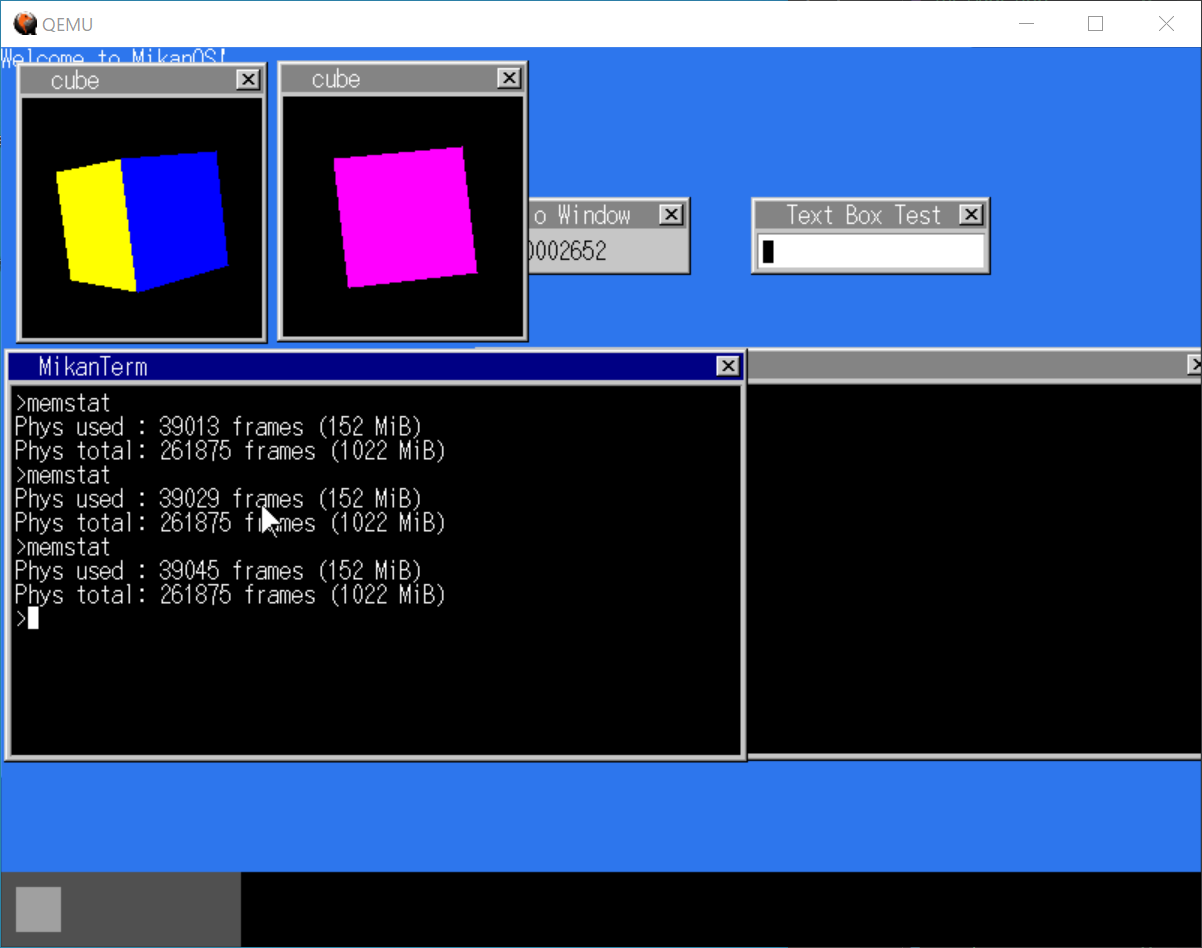 QEMU
Welcome to MikanOS!
cube
cube
o Window
0002652
Text Box Test
MikanTerm
>memstat
Phys used : 39013 frames (152 MiB)
Phys total: 261875 frames (1022 MiB)
>memstat
Phys used : 39029 frames (152 MiB)
Phys total: 261875 frames (1022 MiB)
>memstat
Phys used : 39045 frames (152 MiB)
Phys total: 261875 frames (1022 MiB)
>